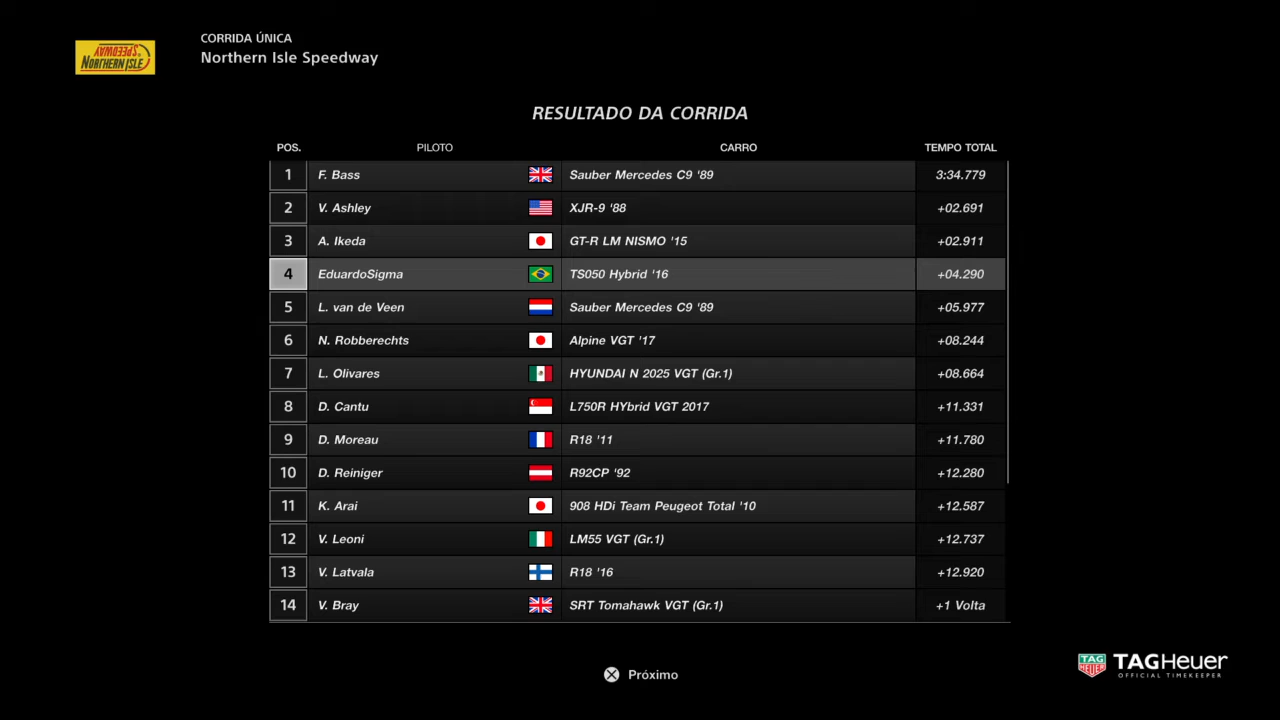 CORRIDA ÚNICA
Northern Isle Speedway
SPEEDWAY
NORTHERN ISLE
RESULTADO DA CORRIDA
POS. PILOTO CARRO TEMPO TOTAL
1 F. Bass Sauber Mercedes C9 '89 3:34.779
2 V. Ashley XJR-9 '88 +02.691
3 A. Ikeda GT-R LM NISMO '15 +02.911
4 EduardoSigma TS050 Hybrid '16 +04.290
5 L. van de Veen Sauber Mercedes C9 '89 +05.977
6 N. Robberechts Alpine VGT '17 +08.244
7 L. Olivares HYUNDAI N 2025 VGT (Gr.1) +08.664
8 D. Cantu L750R HYbrid VGT 2017 +11.331
9 D. Moreau R18 '11 +11.780
10 D. Reiniger R92CP '92 +12.280
11 K. Arai 908 HDi Team Peugeot Total '10 +12.587
12 V. Leoni LM55 VGT (Gr.1) +12.737
13 V. Latvala R18 '16 +12.920
14 V. Bray SRT Tomahawk VGT (Gr.1) +1 Volta
Próximo
TAG HEUER TAGHeuer
OFFICIAL TIMEKEEPER